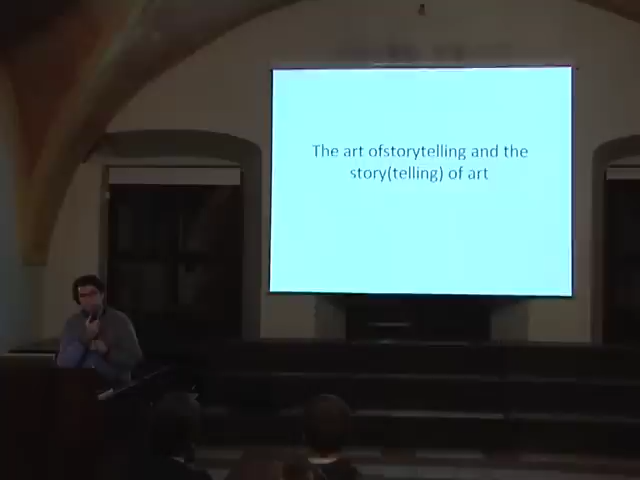 The art ofstorytelling and the
story(telling) of art